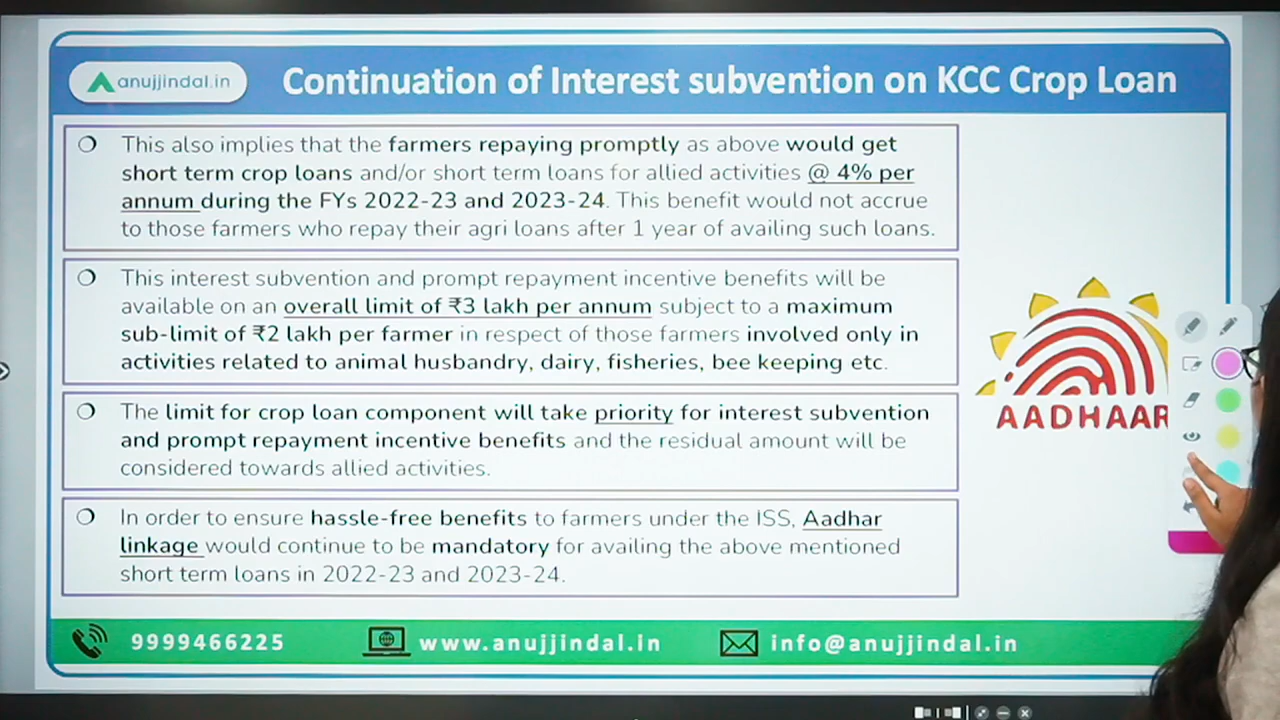 anujjindal.in
Continuation of Interest subvention on KCC Crop Loan
This also implies that the farmers repaying promptly as above would get
short term crop loans and/or short term loans for allied activities @ 4% per
annum during the FYs 2022-23 and 2023-24. This benefit would not accrue
to those farmers who repay their agri loans after 1 year of availing such loans.
This interest subvention and prompt repayment incentive benefits will be
available on an overall limit of ₹3 lakh per annum subject to a maximum
sub-limit of ₹2 lakh per farmer in respect of those farmers involved only in
activities related to animal husbandry, dairy, fisheries, bee keeping etc.
The limit for crop loan component will take priority for interest subvention
and prompt repayment incentive benefits and the residual amount will be
considered towards allied activities.
In order to ensure hassle-free benefits to farmers under the ISS, Aadhar
linkage would continue to be mandatory for availing the above mentioned
short term loans in 2022-23 and 2023-24.
AADHAAR
9999466225
www.anujjindal.in
info@anujjindal.in